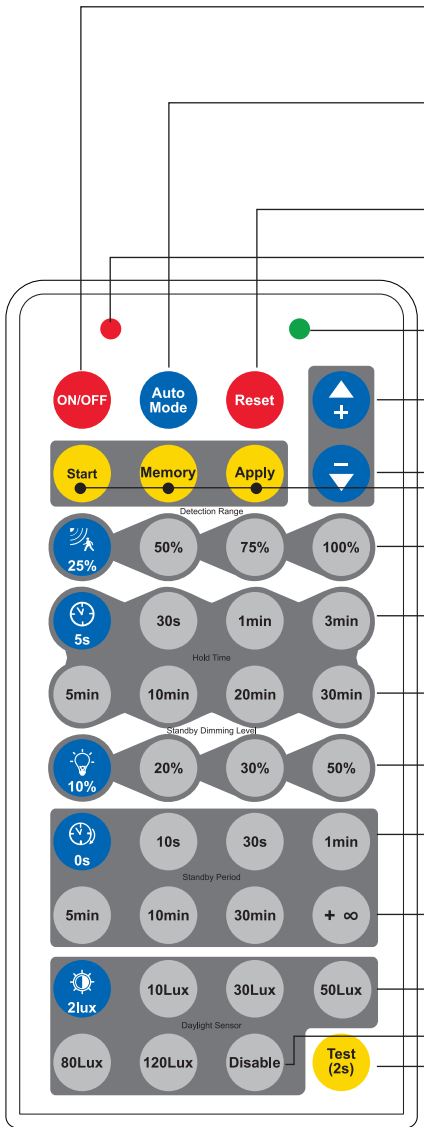 ON/OFF Auto Mode Reset +
Start Memory Apply −
Detection Range
25% 50% 75% 100%
5s 30s 1min 3min
Hold Time
5min 10min 20min 30min
Standby Dimming Level
10% 20% 30% 50%
0s 10s 30s 1min
Standby Period
5min 10min 30min + ∞
2lux 10Lux 30Lux 50Lux
Daylight Sensor
80Lux 120Lux Disable Test (2s)